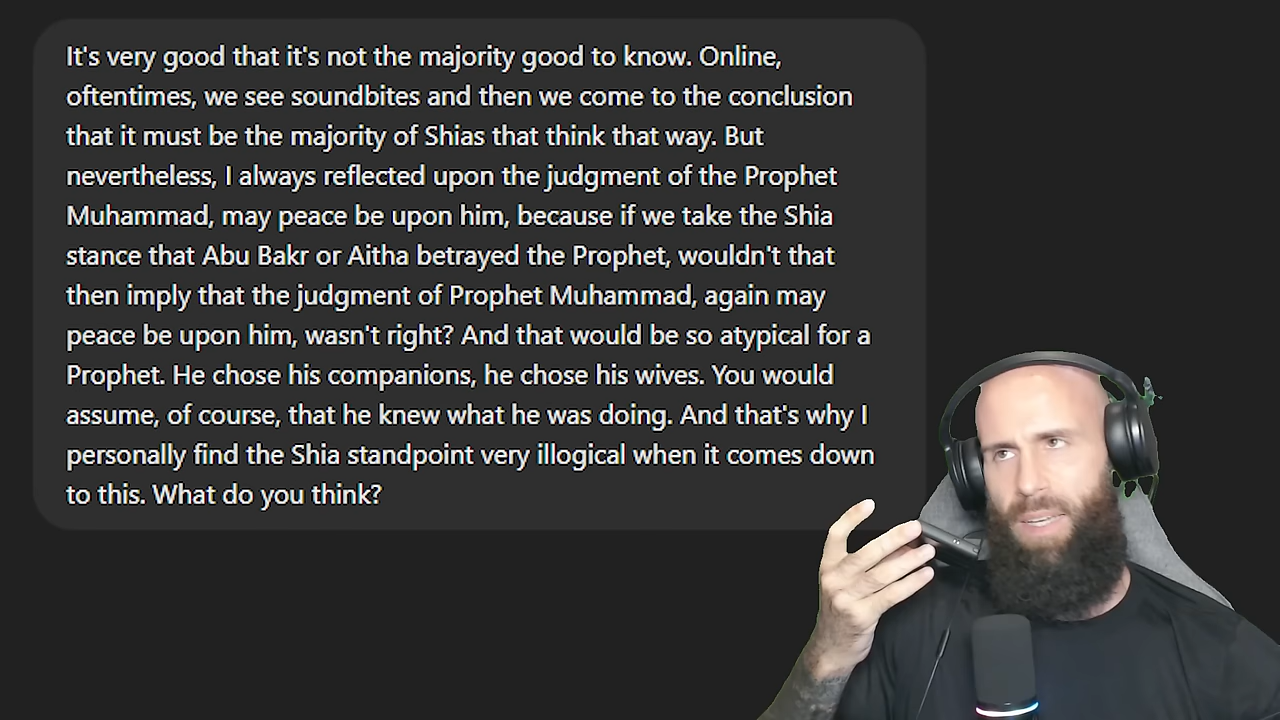 It's very good that it's not the majority good to know. Online,
oftentimes, we see soundbites and then we come to the conclusion
that it must be the majority of Shias that think that way. But
nevertheless, I always reflected upon the judgment of the Prophet
Muhammad, may peace be upon him, because if we take the Shia
stance that Abu Bakr or Aitha betrayed the Prophet, wouldn't that
then imply that the judgment of Prophet Muhammad, again may
peace be upon him, wasn't right? And that would be so atypical for a
Prophet. He chose his companions, he chose his wives. You would
assume, of course, that he knew what he was doing. And that's why I
personally find the Shia standpoint very illogical when it comes down
to this. What do you think?